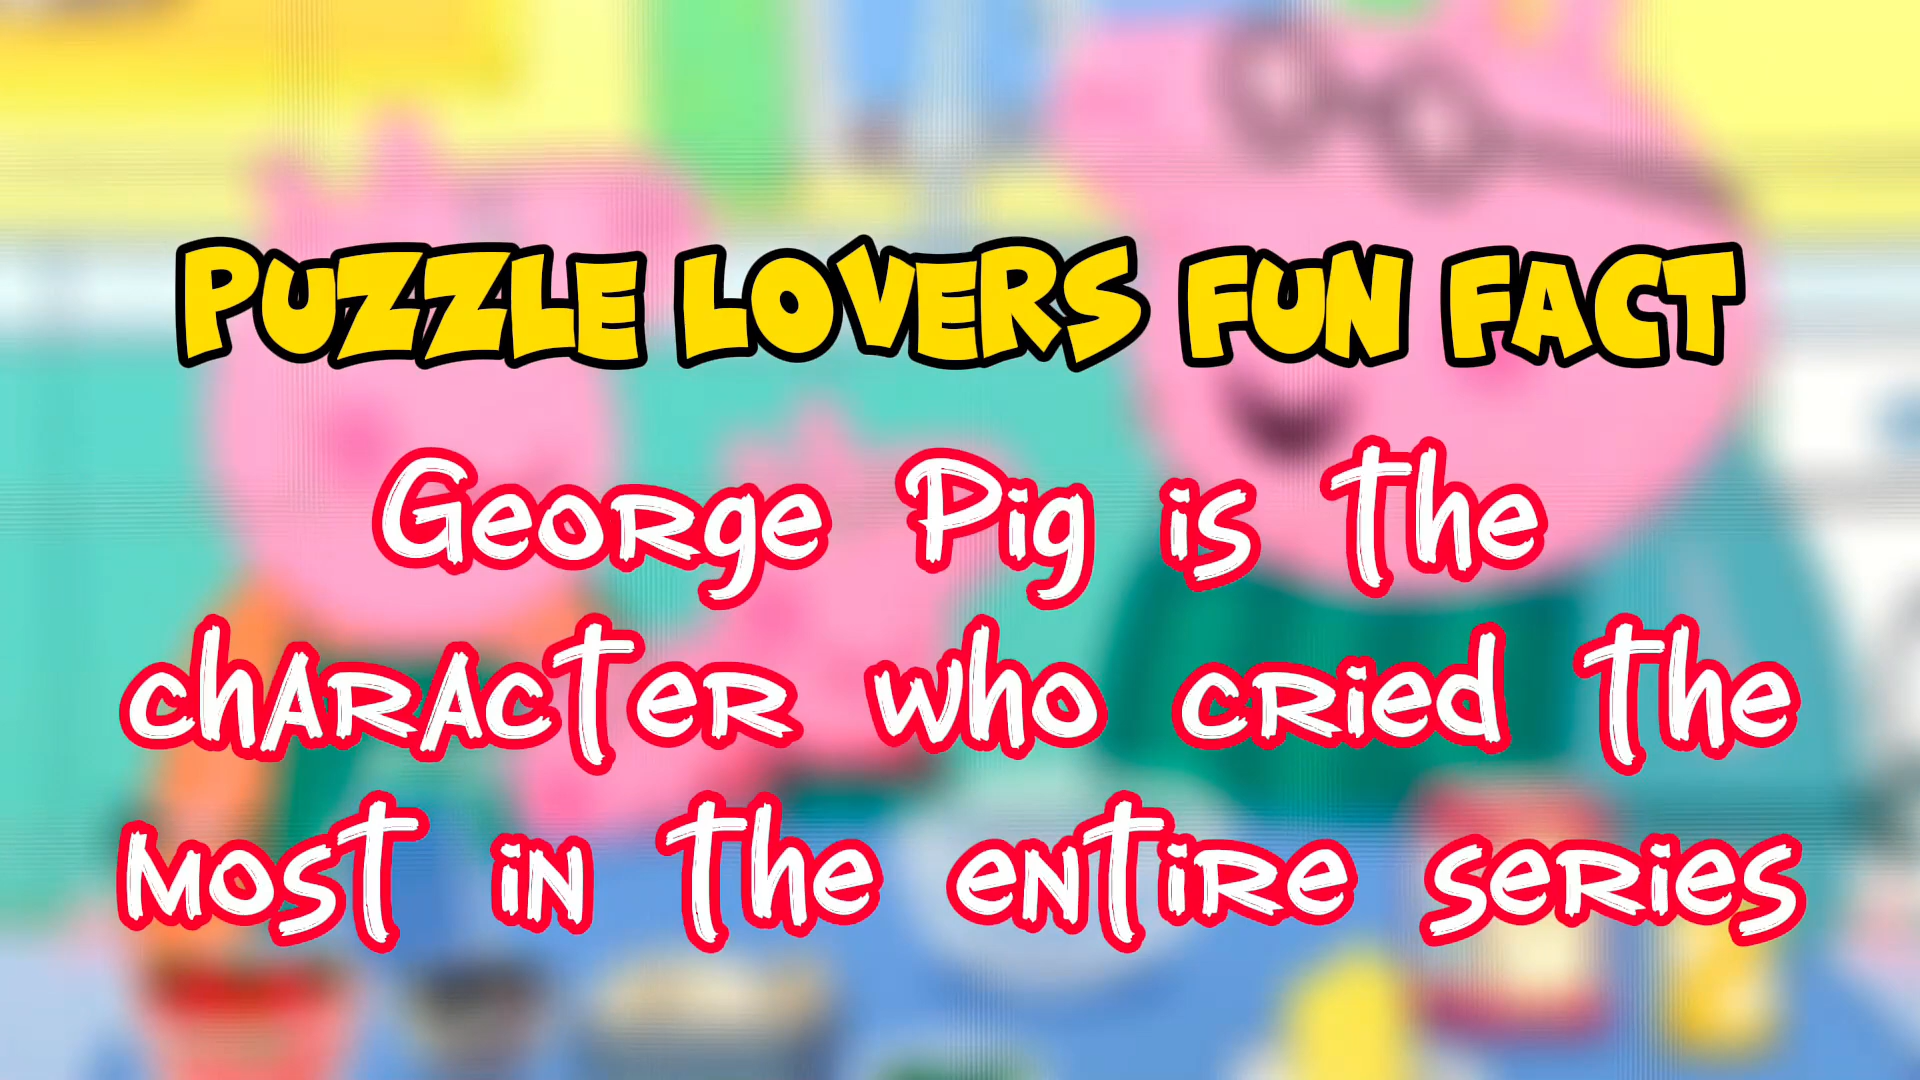 PUZZLE LOVERS FUN FACT
George Pig is the
character who cried the
most in the entire series